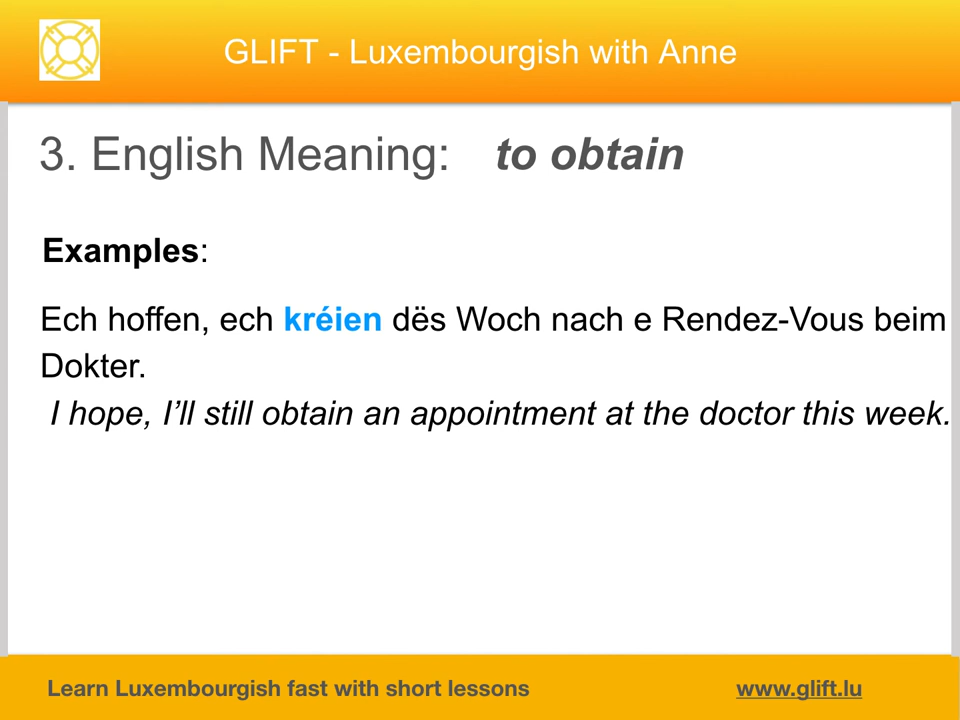 GLIFT - Luxembourgish with Anne
3. English Meaning: to obtain
Examples:
Ech hoffen, ech kréien dës Woch nach e Rendez-Vous beim
Dokter.
I hope, I’ll still obtain an appointment at the doctor this week.
Learn Luxembourgish fast with short lessons www.glift.lu